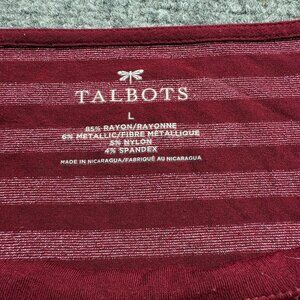 TALBOTS
L
85% RAYON/RAYONNE
6% METALLIC/FIBRE MÉTALLIQUE
5% NYLON
4% SPANDEX
MADE IN NICARAGUA/FABRIQUÉ AU NICARAGUA